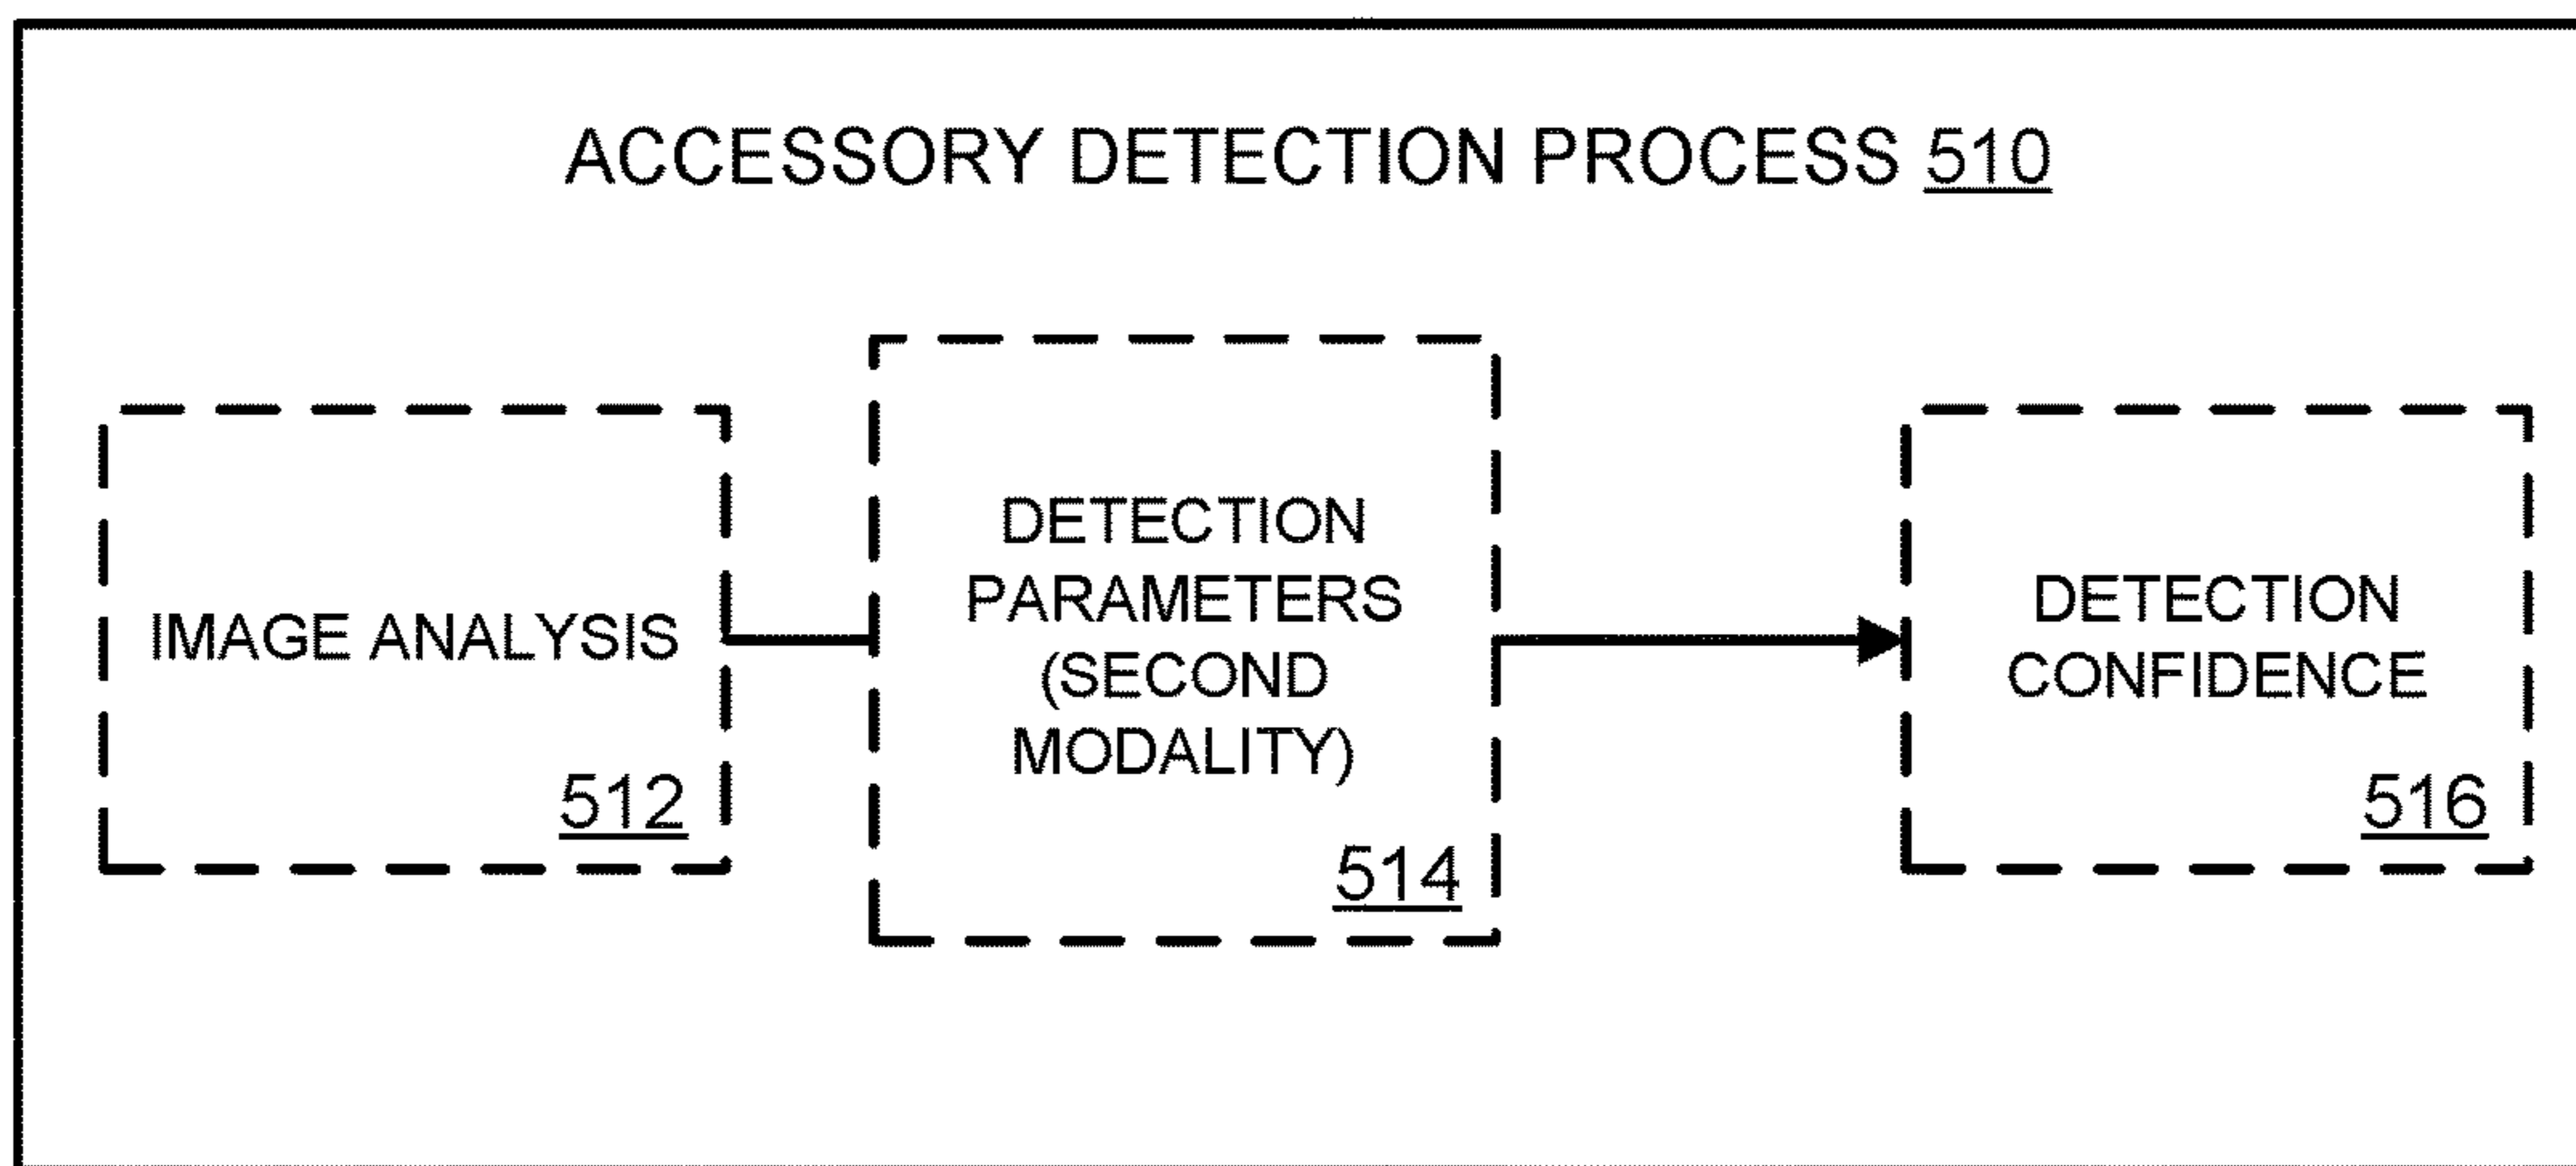 ACCESSORY DETECTION PROCESS 510
IMAGE ANALYSIS
512
DETECTION
PARAMETERS
(SECOND
MODALITY)
514
DETECTION
CONFIDENCE
516